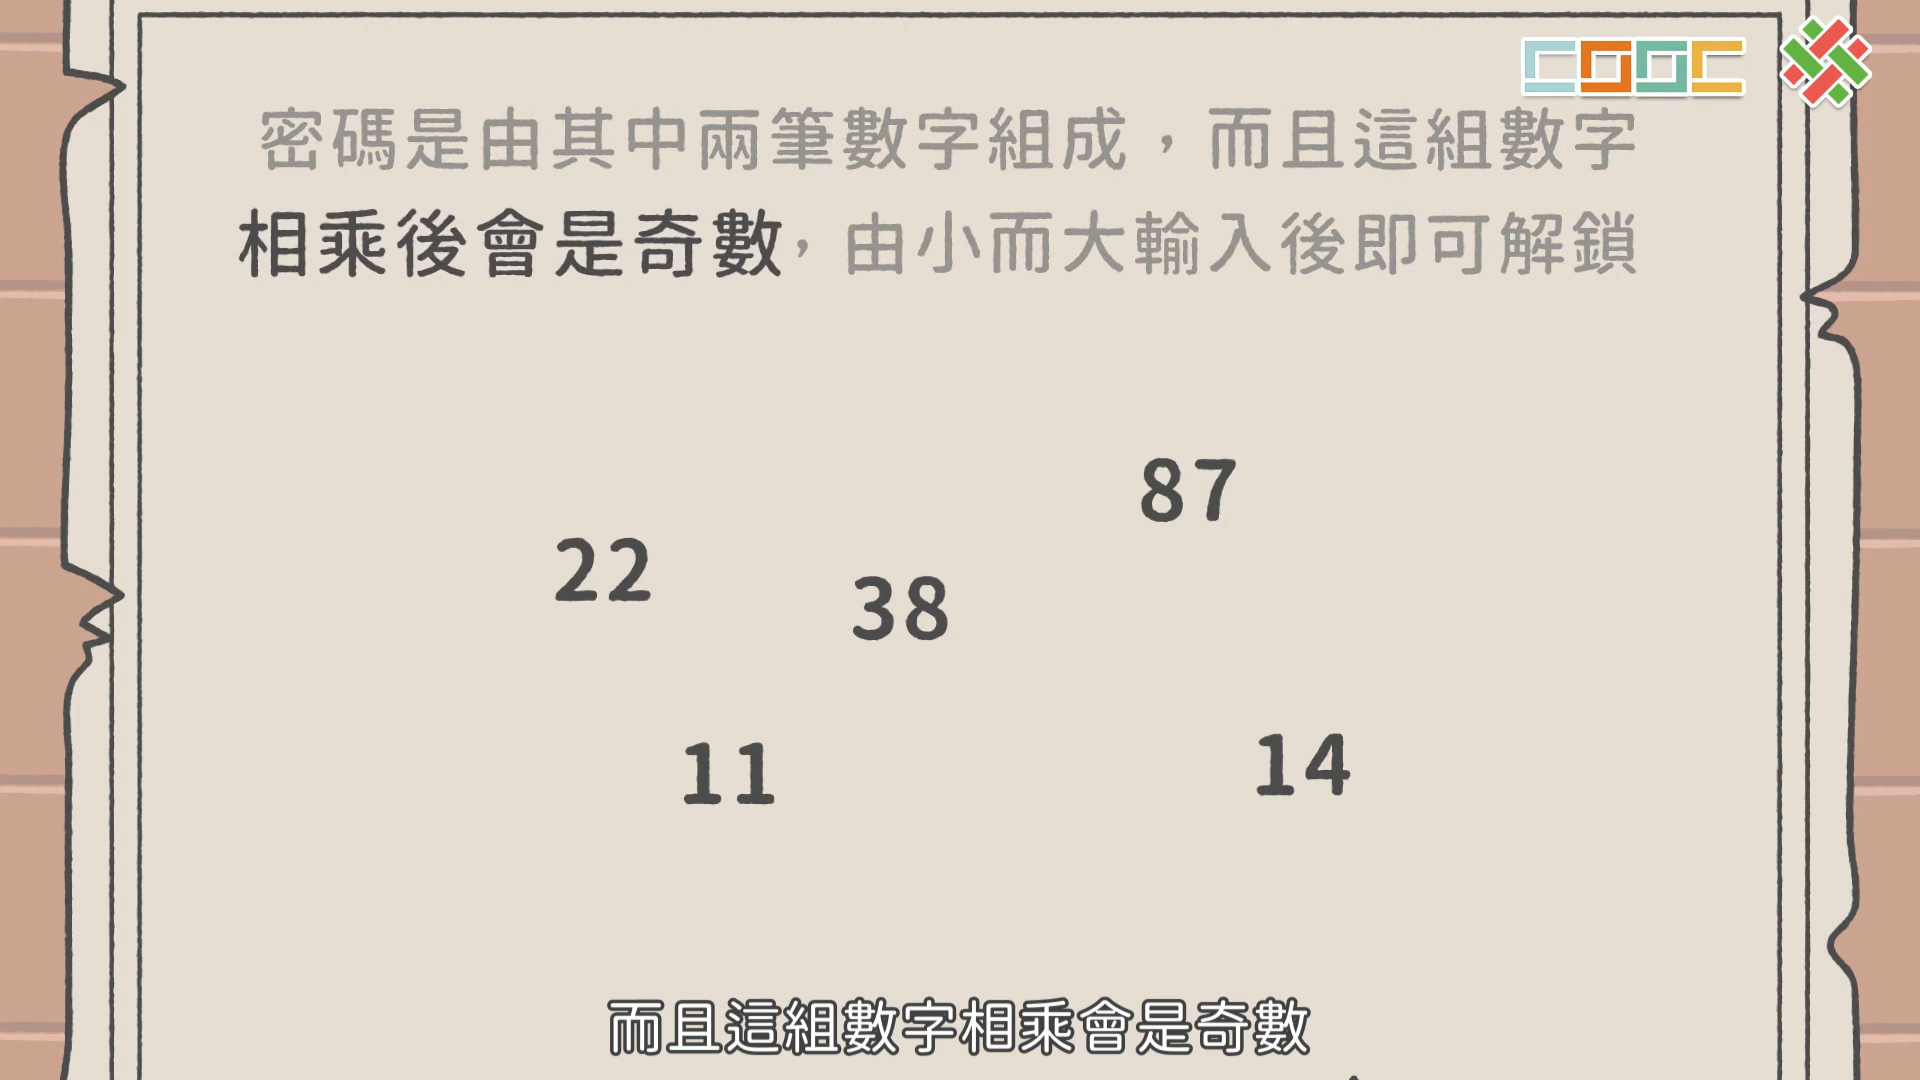 COOC
密碼是由其中兩筆數字組成，而且這組數字
相乘後會是奇數，由小而大輸入後即可解鎖
87
22
38
11
14
而且這組數字相乘會是奇數